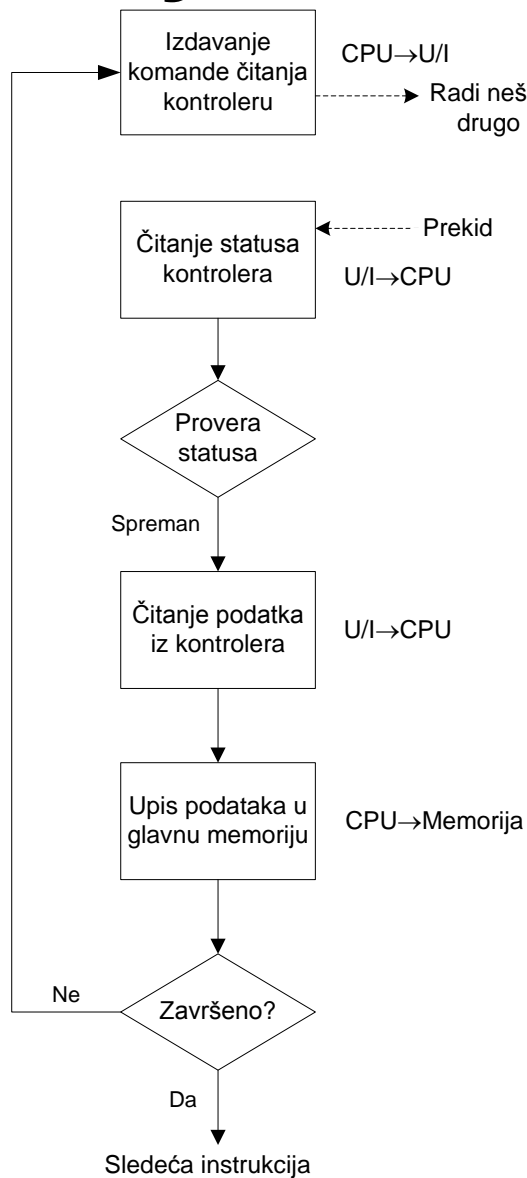 Izdavanje
komande čitanja
kontroleru
CPU→U/I
Radi neš
drugo
Čitanje statusa
kontrolera
Prekid
U/I→CPU
Provera
statusa
Spreman
Čitanje podatka
iz kontrolera
U/I→CPU
Upis podataka u
glavnu memoriju
CPU→Memorija
Završeno?
Ne
Da
Sledeća instrukcija